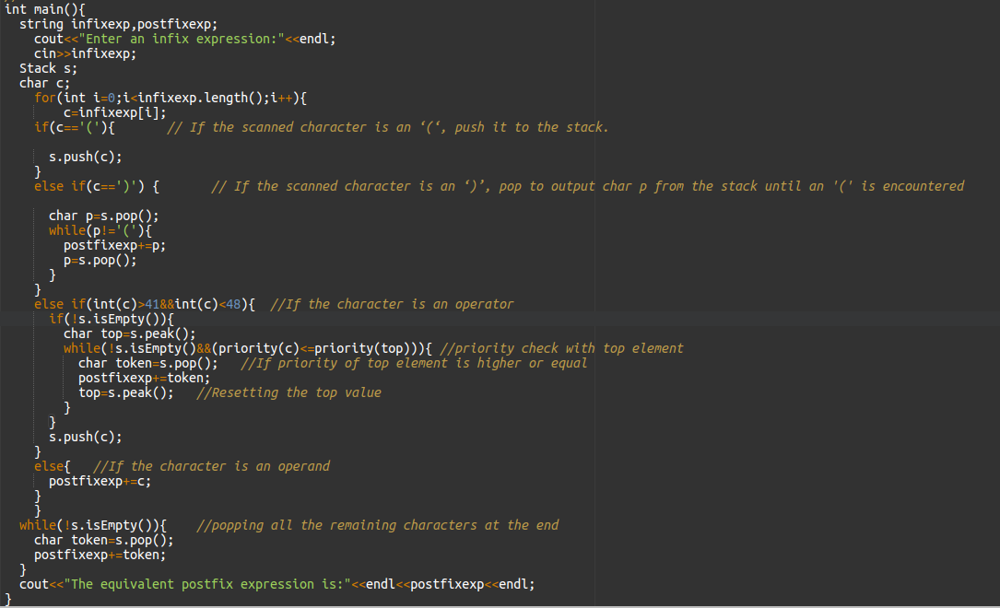 int main(){
string infixexp,postfixexp;
cout<<"Enter an infix expression:"<<endl;
cin>>infixexp;
Stack s;
char c;
for(int i=0;i<infixexp.length();i++){
c=infixexp[i];
if(c=='('){ // If the scanned character is an ‘(‘, push it to the stack.
s.push(c);
}
else if(c==')') { // If the scanned character is an ‘)’, pop to output char p from the stack until an '(' is encountered
char p=s.pop();
while(p!='('){
postfixexp+=p;
p=s.pop();
}
}
else if(int(c)>41&&int(c)<48){ //If the character is an operator
if(!s.isEmpty()){
char top=s.peak();
while(!s.isEmpty()&&(priority(c)<=priority(top))){ //priority check with top element
char token=s.pop(); //If priority of top element is higher or equal
postfixexp+=token;
top=s.peak(); //Resetting the top value
}
}
s.push(c);
}
else{ //If the character is an operand
postfixexp+=c;
}
}
while(!s.isEmpty()){ //popping all the remaining characters at the end
char token=s.pop();
postfixexp+=token;
}
cout<<"The equivalent postfix expression is:"<<endl<<postfixexp<<endl;
}